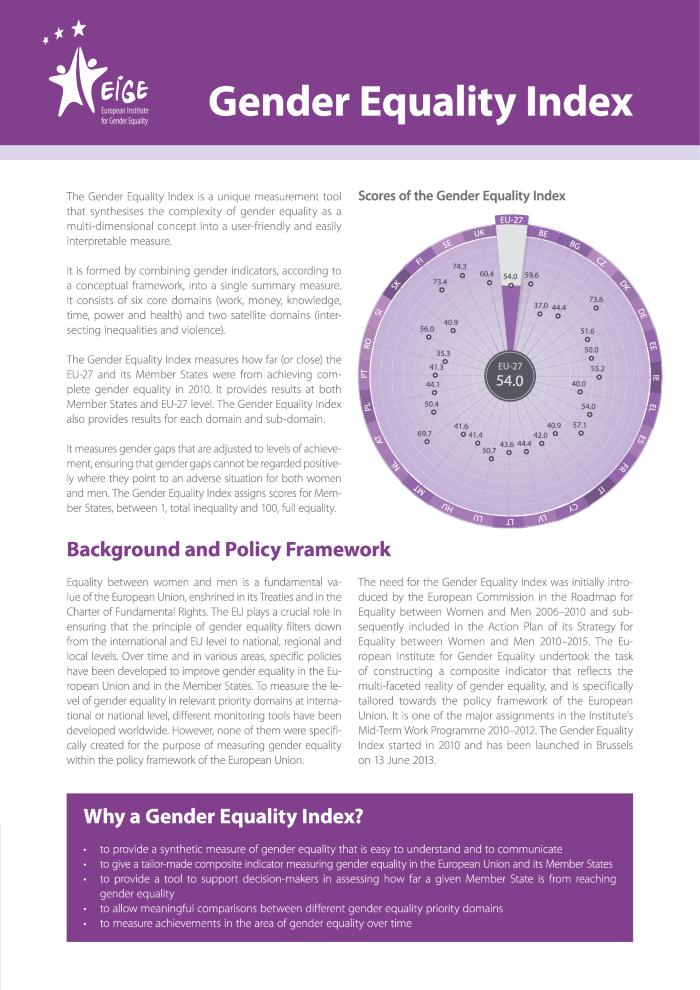 EIGE
European Institute
for Gender Equality
Gender Equality Index
The Gender Equality Index is a unique measurement tool
that synthesises the complexity of gender equality as a
multi-dimensional concept into a user-friendly and easily
interpretable measure.
It is formed by combining gender indicators, according to
a conceptual framework, into a single summary measure.
It consists of six core domains (work, money, knowledge,
time, power and health) and two satellite domains (inter-
secting inequalities and violence).
The Gender Equality Index measures how far (or close) the
EU-27 and its Member States were from achieving com-
plete gender equality in 2010. It provides results at both
Member States and EU-27 level. The Gender Equality Index
also provides results for each domain and sub-domain.
It measures gender gaps that are adjusted to levels of achieve-
ment, ensuring that gender gaps cannot be regarded positive-
ly where they point to an adverse situation for both women
and men. The Gender Equality Index assigns scores for Mem-
ber States, between 1, total inequality and 100, full equality.
Scores of the Gender Equality Index
EU-27
BE
BG
CZ
DK
DE
EE
IE
EL
ES
FR
IT
CY
LV
LT
LU
HU
MT
NL
AT
PL
PT
RO
SI
SK
FI
SE
UK
54.0
59.6
37.0
44.4
73.6
51.6
50.0
55.2
40.0
54.0
57.1
40.9
42.0
44.4
43.6
50.7
41.4
41.6
69.7
50.4
44.1
41.3
35.3
56.0
40.9
73.4
74.3
60.4
EU-27
54.0
Background and Policy Framework
Equality between women and men is a fundamental va-
lue of the European Union, enshrined in its Treaties and in the
Charter of Fundamental Rights. The EU plays a crucial role in
ensuring that the principle of gender equality filters down
from the international and EU level to national, regional and
local levels. Over time and in various areas, specific policies
have been developed to improve gender equality in the Eu-
ropean Union and in the Member States. To measure the le-
vel of gender equality in relevant priority domains at interna-
tional or national level, different monitoring tools have been
developed worldwide. However, none of them were specifi-
cally created for the purpose of measuring gender equality
within the policy framework of the European Union.
The need for the Gender Equality Index was initially intro-
duced by the European Commission in the Roadmap for
Equality between Women and Men 2006–2010 and sub-
sequently included in the Action Plan of its Strategy for
Equality between Women and Men 2010–2015. The Eu-
ropean Institute for Gender Equality undertook the task
of constructing a composite indicator that reflects the
multi-faceted reality of gender equality, and is specifically
tailored towards the policy framework of the European
Union. It is one of the major assignments in the Institute's
Mid-Term Work Programme 2010–2012. The Gender Equality
Index started in 2010 and has been launched in Brussels
on 13 June 2013.
Why a Gender Equality Index?
• to provide a synthetic measure of gender equality that is easy to understand and to communicate
• to give a tailor-made composite indicator measuring gender equality in the European Union and its Member States
• to provide a tool to support decision-makers in assessing how far a given Member State is from reaching
gender equality
• to allow meaningful comparisons between different gender equality priority domains
• to measure achievements in the area of gender equality over time